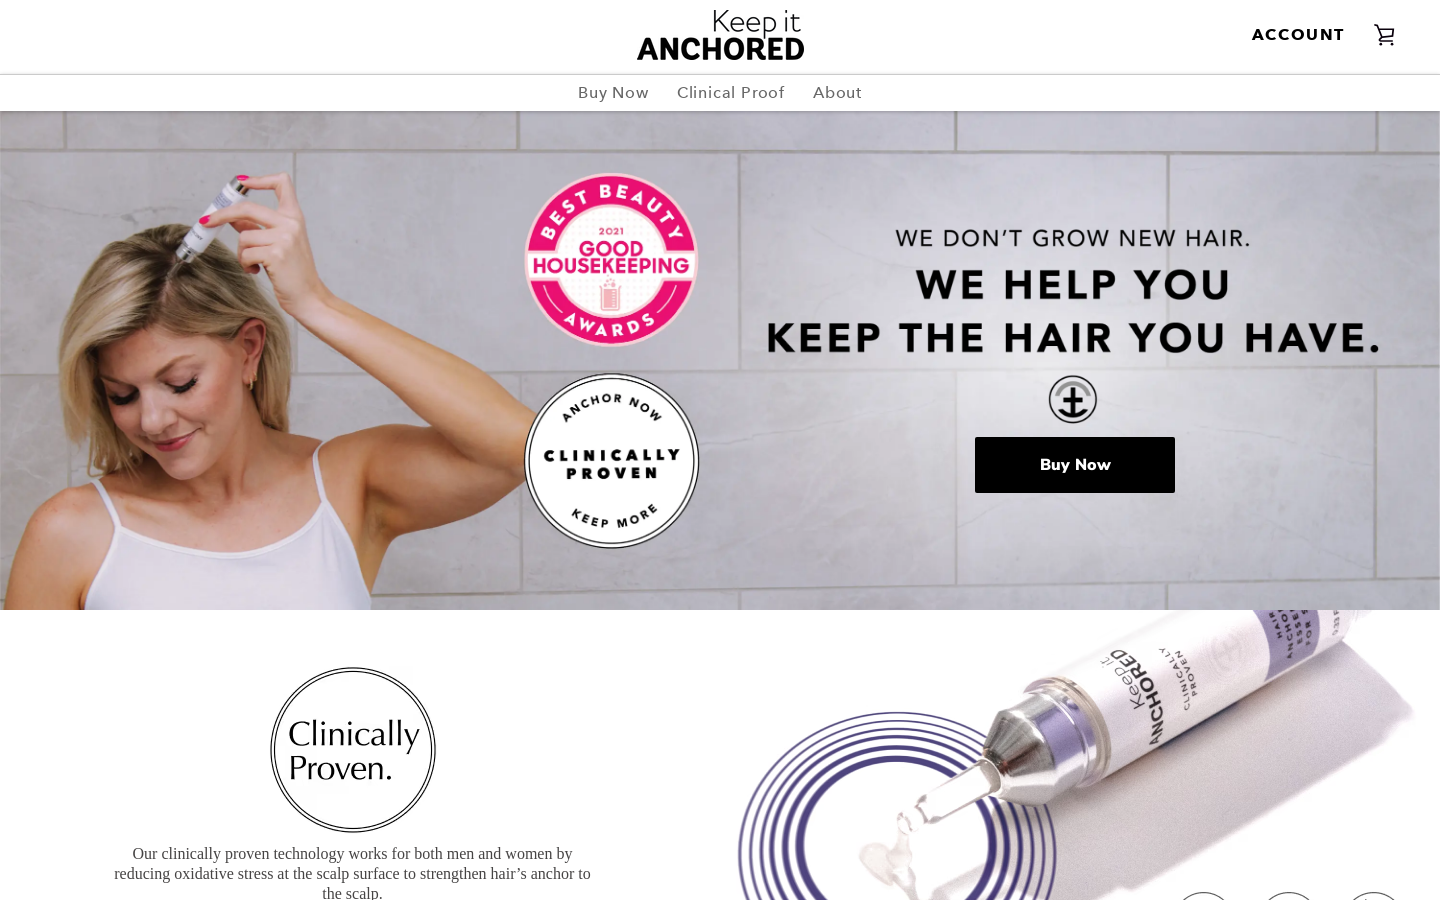 Keep it
ANCHORED
ACCOUNT
Buy Now
Clinical Proof
About
BEST BEAUTY
2021
GOOD
HOUSEKEEPING
AWARDS
WE DON'T GROW NEW HAIR.
WE HELP YOU
KEEP THE HAIR YOU HAVE.
ANCHOR NOW
CLINICALLY
PROVEN
KEEP MORE
Buy Now
Clinically
Proven.
Our clinically proven technology works for both men and women by
reducing oxidative stress at the scalp surface to strengthen hair’s anchor to
the scalp.
Keep it
ANCHORED
CLINICALLY
PROVEN